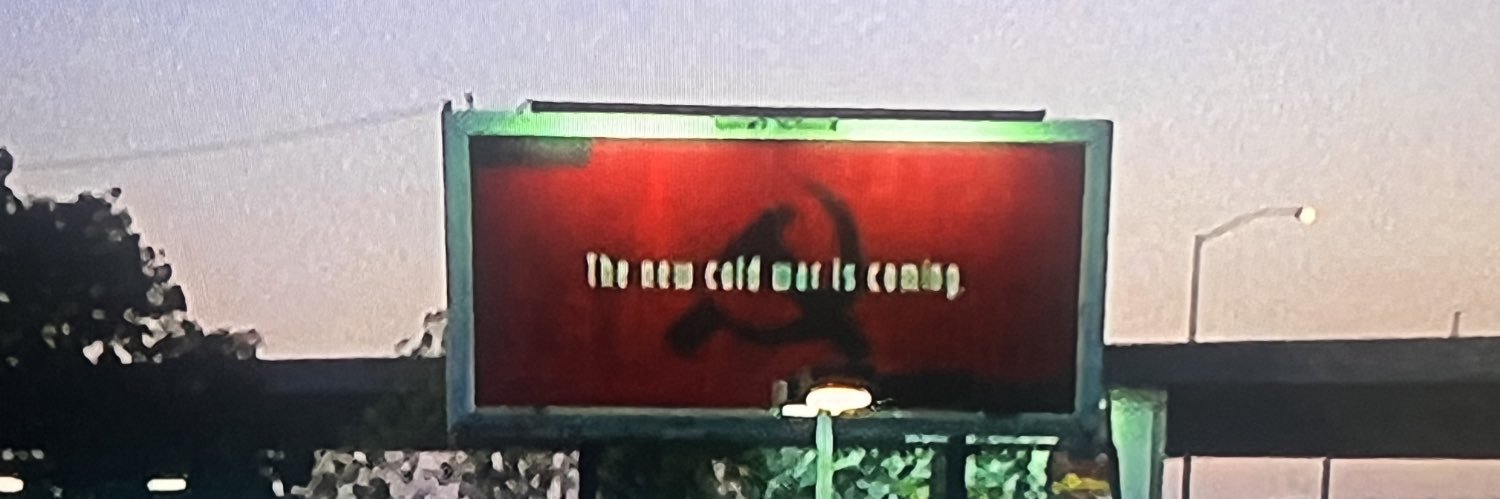 The new cold war is coming.